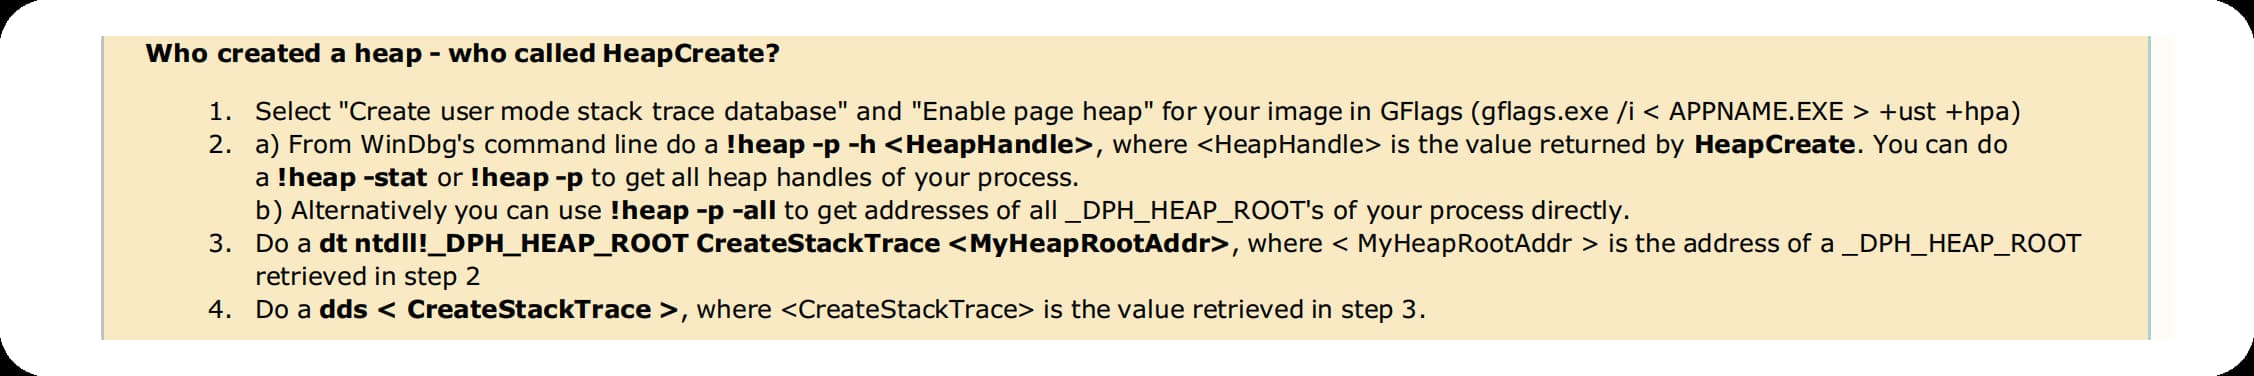 Who created a heap - who called HeapCreate?
1. Select "Create user mode stack trace database" and "Enable page heap" for your image in GFlags (gflags.exe /i < APPNAME.EXE > +ust +hpa)
2. a) From WinDbg's command line do a !heap -p -h <HeapHandle>, where <HeapHandle> is the value returned by HeapCreate. You can do
a !heap -stat or !heap -p to get all heap handles of your process.
b) Alternatively you can use !heap -p -all to get addresses of all _DPH_HEAP_ROOT's of your process directly.
3. Do a dt ntdll!_DPH_HEAP_ROOT CreateStackTrace <MyHeapRootAddr>, where < MyHeapRootAddr > is the address of a _DPH_HEAP_ROOT
retrieved in step 2
4. Do a dds < CreateStackTrace >, where <CreateStackTrace> is the value retrieved in step 3.